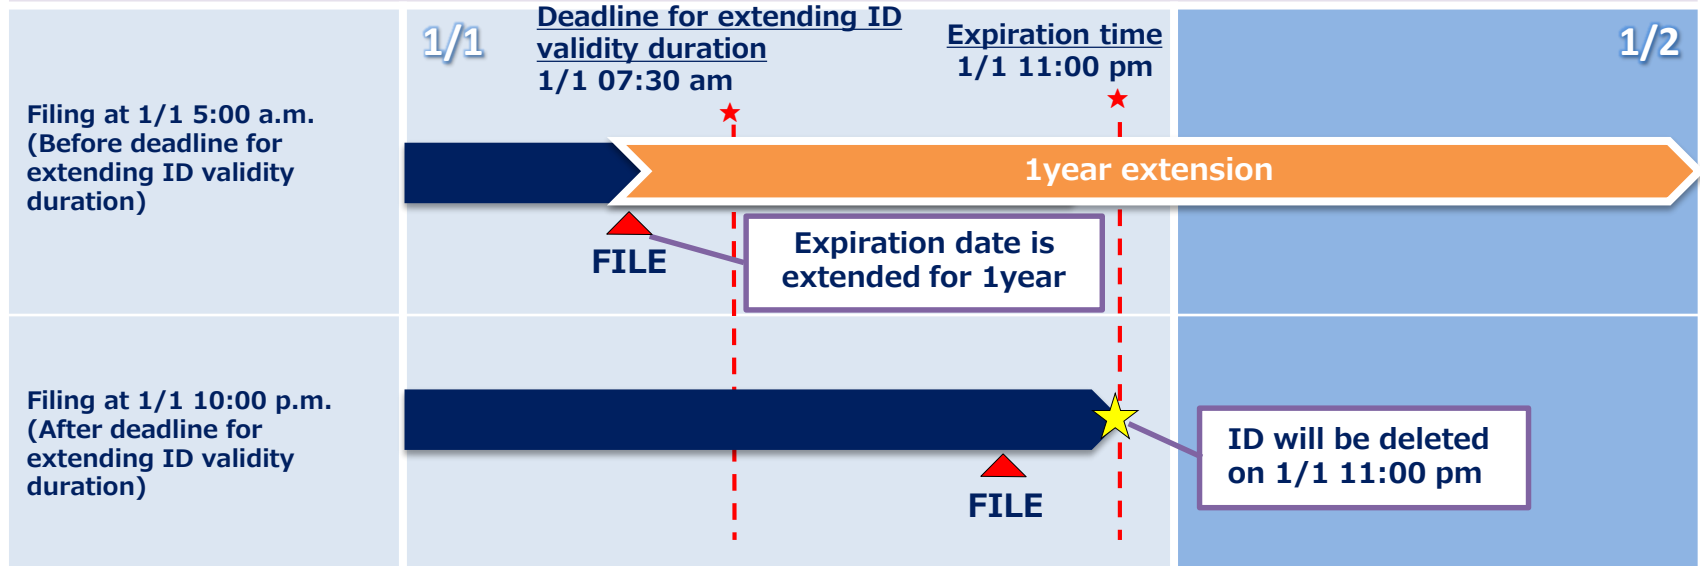 1/1
Deadline for extending ID
validity duration
1/1 07:30 am
Expiration time
1/1 11:00 pm
1/2
Filing at 1/1 5:00 a.m.
(Before deadline for
extending ID validity
duration)
1year extension
FILE
Expiration date is
extended for 1year
Filing at 1/1 10:00 p.m.
(After deadline for
extending ID validity
duration)
FILE
ID will be deleted
on 1/1 11:00 pm